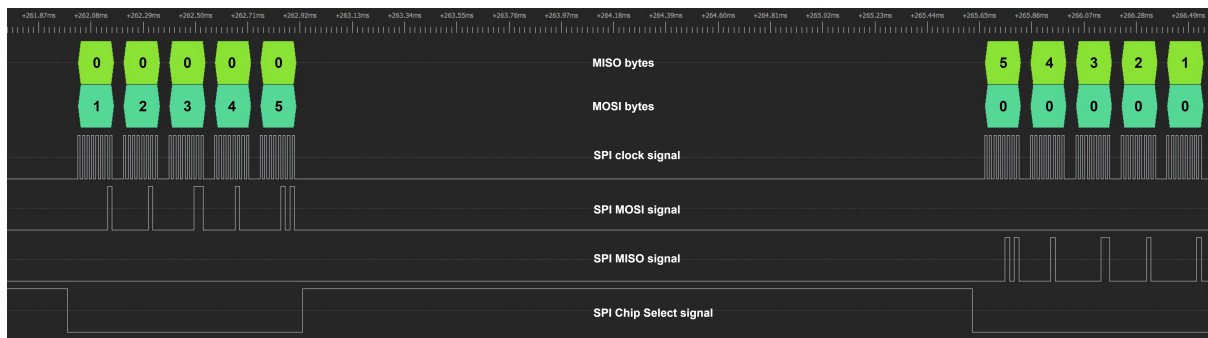 +261.87ms +262.08ms +262.29ms +262.50ms +262.71ms +262.92ms +263.13ms +263.34ms +263.55ms +263.76ms +263.97ms +264.18ms +264.39ms +264.60ms +264.81ms +265.02ms +265.23ms +265.44ms +265.65ms +265.86ms +266.07ms +266.28ms +266.49ms
0 0 0 0 0 MISO bytes 5 4 3 2 1
1 2 3 4 5 MOSI bytes 0 0 0 0 0
SPI clock signal
SPI MOSI signal
SPI MISO signal
SPI Chip Select signal